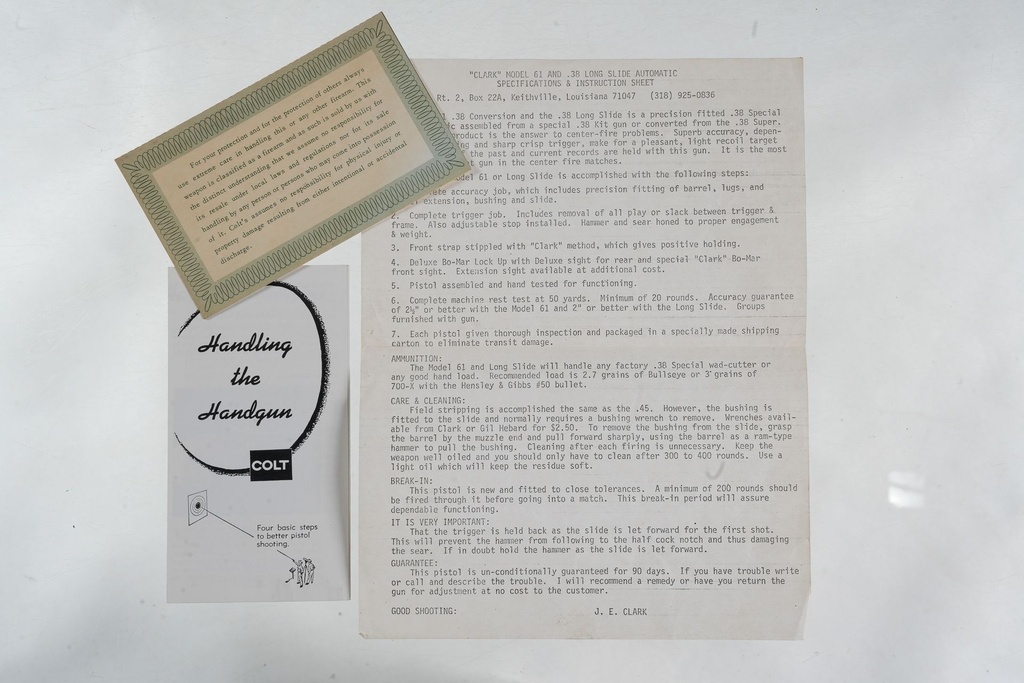 For your protection and for the protection of others always
use extreme care in handling this or any other firearm. This
weapon is classified as a firearm and as such is sold by us with
the distinct understanding that we assume no responsibility for
its resale under local laws and regulations nor for its safe
handling by any person or persons who may come into possession
of it. Colt's assumes no responsibility for physical injury or
property damage resulting from either intentional or accidental
discharge.
Handling
the
Handgun
COLT
Four basic steps
to better pistol
shooting.
"CLARK" MODEL 61 AND .38 LONG SLIDE AUTOMATIC
SPECIFICATIONS & INSTRUCTION SHEET
Rt. 2, Box 22A, Keithville, Louisiana 71047 (318) 925-0836
.38 Conversion and the .38 Long Slide is a precision fitted .38 Special
assembled from a special .38 Kit gun or converted from the .38 Super.
product is the answer to center-fire problems. Superb accuracy, depen-
and sharp crisp trigger, make for a pleasant, light recoil target
the past and current records are held with this gun. It is the most
gun in the center fire matches.
61 or Long Slide is accomplished with the following steps:
accuracy job, which includes precision fitting of barrel, lugs, and
extension, bushing and slide.
2. Complete trigger job. Includes removal of all play or slack between trigger &
frame. Also adjustable stop installed. Hammer and sear honed to proper engagement
& weight.
3. Front strap stippled with "Clark" method, which gives positive holding.
4. Deluxe Bo-Mar Lock Up with Deluxe sight for rear and special "Clark" Bo-Mar
front sight. Extension sight available at additional cost.
5. Pistol assembled and hand tested for functioning.
6. Complete machine rest test at 50 yards. Minimum of 20 rounds. Accuracy guarantee
of 2½" or better with the Model 61 and 2" or better with the Long Slide. Groups
furnished with gun.
7. Each pistol given thorough inspection and packaged in a specially made shipping
carton to eliminate transit damage.
AMMUNITION:
The Model 61 and Long Slide will handle any factory .38 Special wad-cutter or
any good hand load. Recommended load is 2.7 grains of Bullseye or 3 grains of
700-X with the Hensley & Gibbs #50 bullet.
CARE & CLEANING:
Field stripping is accomplished the same as the .45. However, the bushing is
fitted to the slide and normally requires a bushing wrench to remove. Wrenches avail-
able from Clark or Gil Hebard for $2.50. To remove the bushing from the slide, grasp
the barrel by the muzzle end and pull forward sharply, using the barrel as a ram-type
hammer to pull the bushing. Cleaning after each firing is unnecessary. Keep the
weapon well oiled and you should only have to clean after 300 to 400 rounds. Use a
light oil which will keep the residue soft.
BREAK-IN:
This pistol is new and fitted to close tolerances. A minimum of 200 rounds should
be fired through it before going into a match. This break-in period will assure
dependable functioning.
IT IS VERY IMPORTANT:
That the trigger is held back as the slide is let forward for the first shot.
This will prevent the hammer from following to the half cock notch and thus damaging
the sear. If in doubt hold the hammer as the slide is let forward.
GUARANTEE:
This pistol is un-conditionally guaranteed for 90 days. If you have trouble write
or call and describe the trouble. I will recommend a remedy or have you return the
gun for adjustment at no cost to the customer.
GOOD SHOOTING: J. E. CLARK